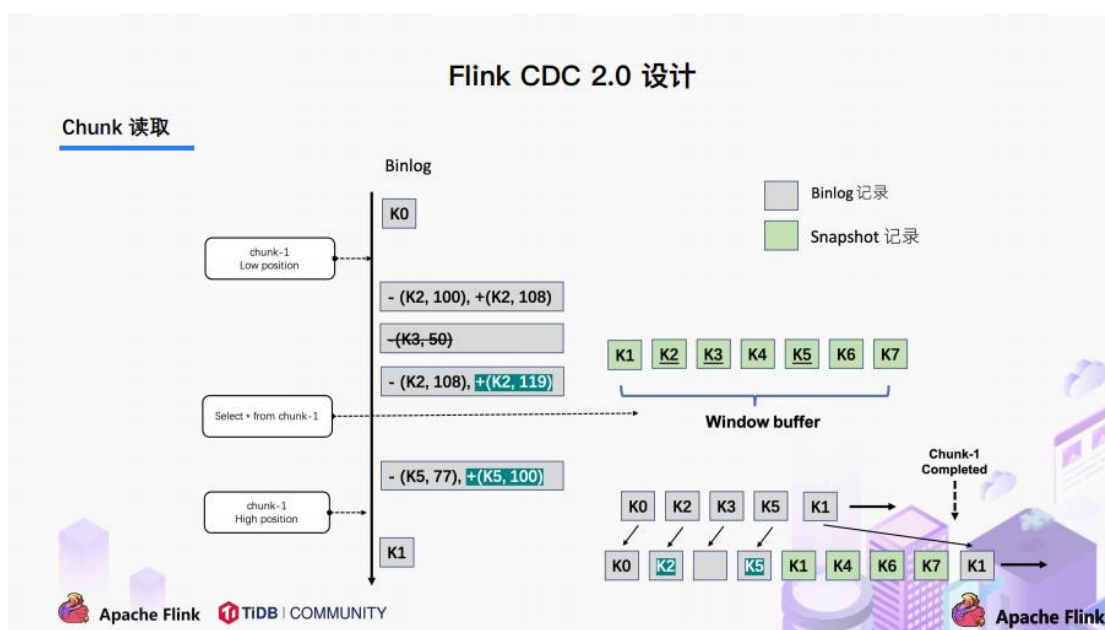 Flink CDC 2.0 设计
Chunk 读取
Binlog
K0
chunk-1
Low position
- (K2, 100), +(K2, 108)
-(K3, 50)
- (K2, 108), +(K2, 119)
Select * from chunk-1
- (K5, 77), +(K5, 100)
chunk-1
High position
K1
Binlog 记录
Snapshot 记录
K1 K2 K3 K4 K5 K6 K7
Window buffer
Chunk-1
Completed
K0 K2 K3 K5 K1
K0 K2 K5 K1 K4 K6 K7 K1
Apache Flink TiDB | COMMUNITY
Apache Flink